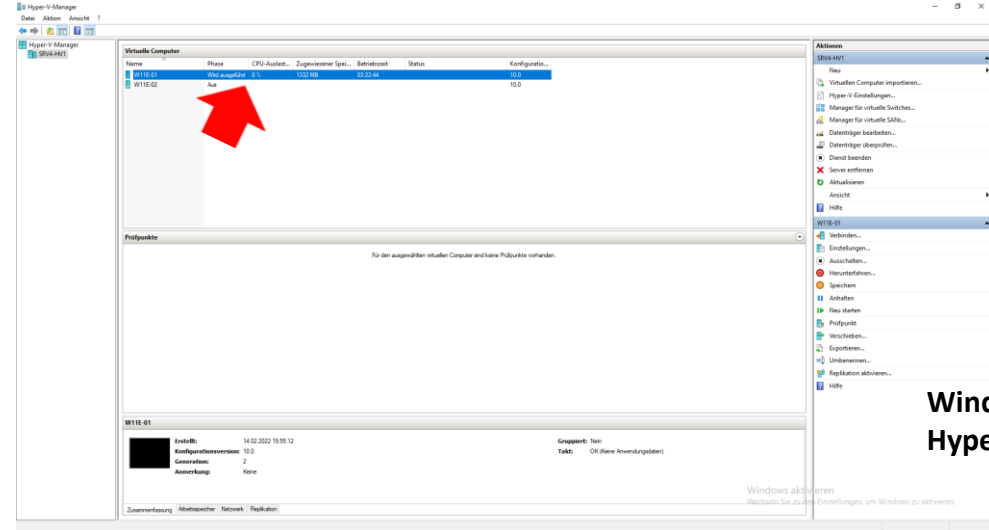 Hyper-V-Manager
Datei Aktion Ansicht ?
Hyper-V-Manager
SRV4-HV1
Virtuelle Computer
Name Phase CPU-Auslast... Zugewiesener Spei... Betriebszeit Status Konfiguratio...
W11E-01 Wird ausgeführt 0 % 1332 MB 03:22:44 10.0
W11E-02 Aus 10.0
Prüfpunkte
Für den ausgewählten virtuellen Computer sind keine Prüfpunkte vorhanden.
W11E-01
Erstellt: 14.02.2022 19:55:12
Konfigurationsversion: 10.0
Generation: 2
Anmerkung: Keine
Gruppiert: Nein
Takt: OK (Keine Anwendungsdaten)
Zusammenfassung Arbeitsspeicher Netzwerk Replikation
Aktionen
SRV4-HV1
Neu
Virtuellen Computer importieren...
Hyper-V-Einstellungen...
Manager für virtuelle Switches...
Manager für virtuelle SANs...
Datenträger bearbeiten...
Datenträger überprüfen...
Dienst beenden
Server entfernen
Aktualisieren
Ansicht
Hilfe
W11E-01
Verbinden...
Einstellungen...
Ausschalten...
Herunterfahren...
Speichern
Anhalten
Neu starten
Prüfpunkt
Verschieben...
Exportieren...
Umbenennen...
Replikation aktivieren...
Hilfe
Wind
Hype
Windows aktivieren
Wechseln Sie zu den Einstellungen, um Windows zu aktivieren.